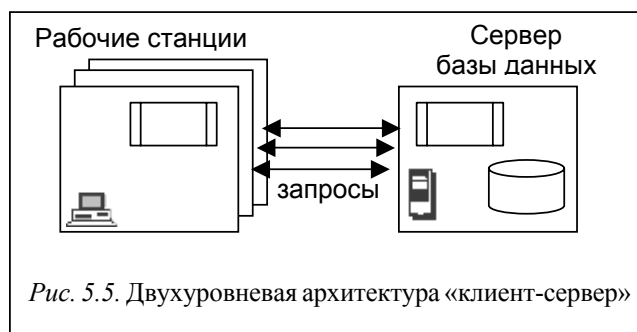 Рабочие станции
Сервер
базы данных
запросы
Рис. 5.5. Двухуровневая архитектура «клиент-сервер»